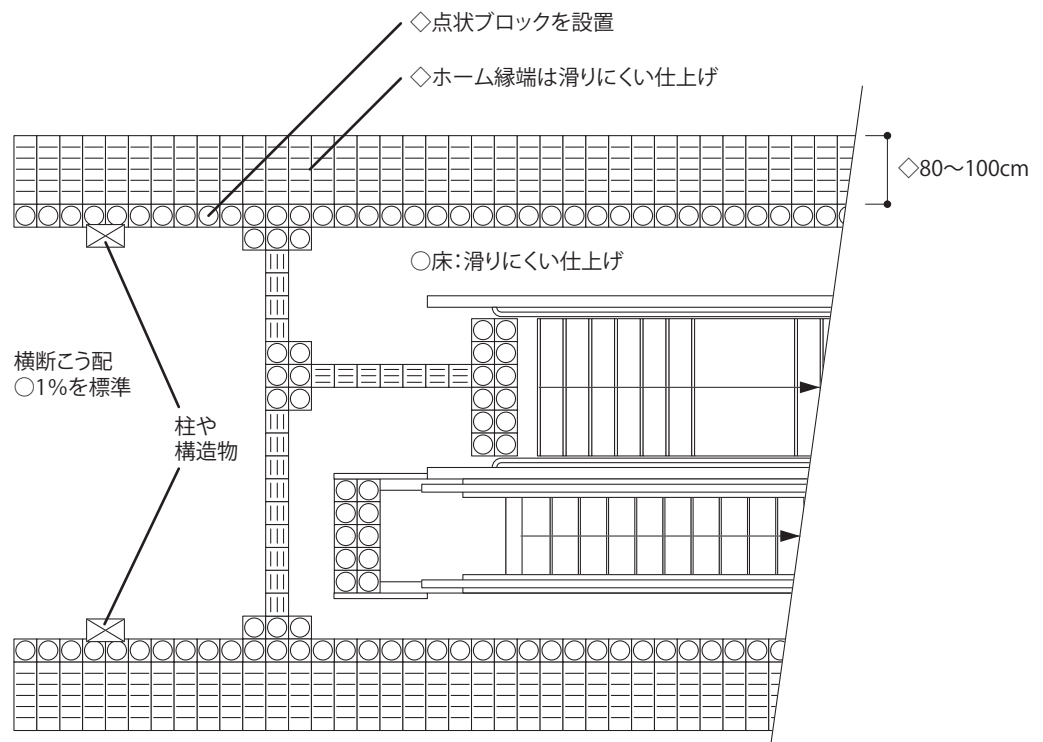 ◇点状ブロックを設置
◇ホーム縁端は滑りにくい仕上げ
◇80～100cm
○床：滑りにくい仕上げ
横断こう配
○1％を標準
柱や
構造物